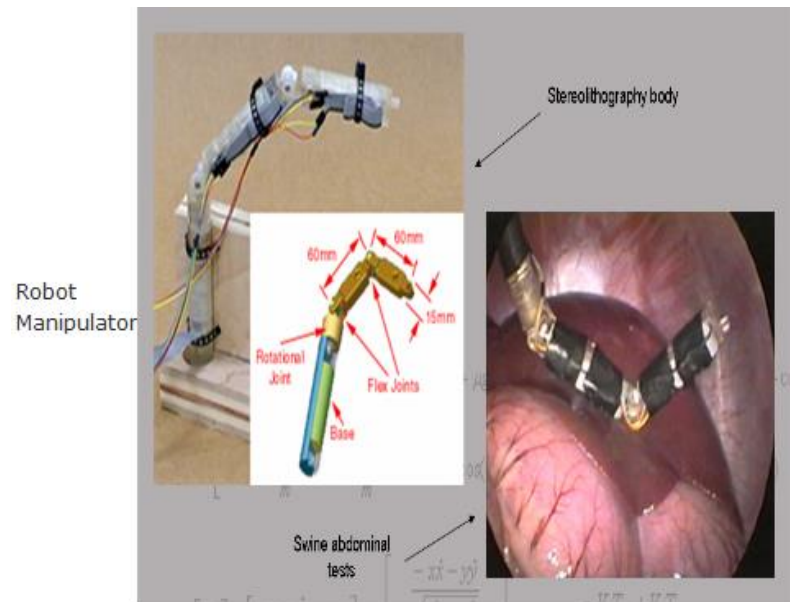 Robot
Manipulator
Stereolithography body
60mm
60mm
15mm
Rotational
Joint
Flex Joints
Base
Swine abdominal
tests